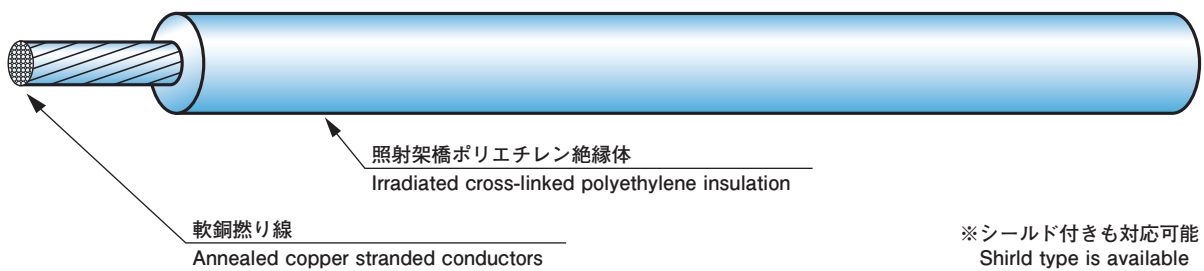 照射架橋ポリエチレン絶縁体
Irradiated cross-linked polyethylene insulation
軟銅撚り線
Annealed copper stranded conductors
※シールド付きも対応可能
Shirld type is available